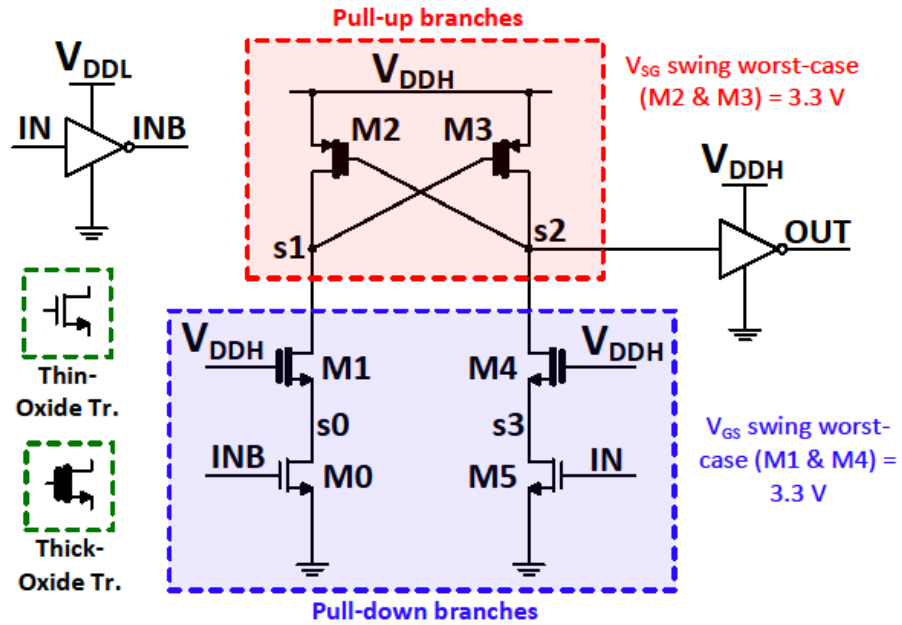 Pull-up branches
VDDL
IN
INB
VDDH
M2
M3
VSG swing worst-case
(M2 & M3) = 3.3 V
s1
s2
VDDH
OUT
Thin-
Oxide Tr.
Thick-
Oxide Tr.
VDDH
M1
M4
VDDH
s0
s3
INB
M0
M5
IN
VGS swing worst-
case (M1 & M4) =
3.3 V
Pull-down branches